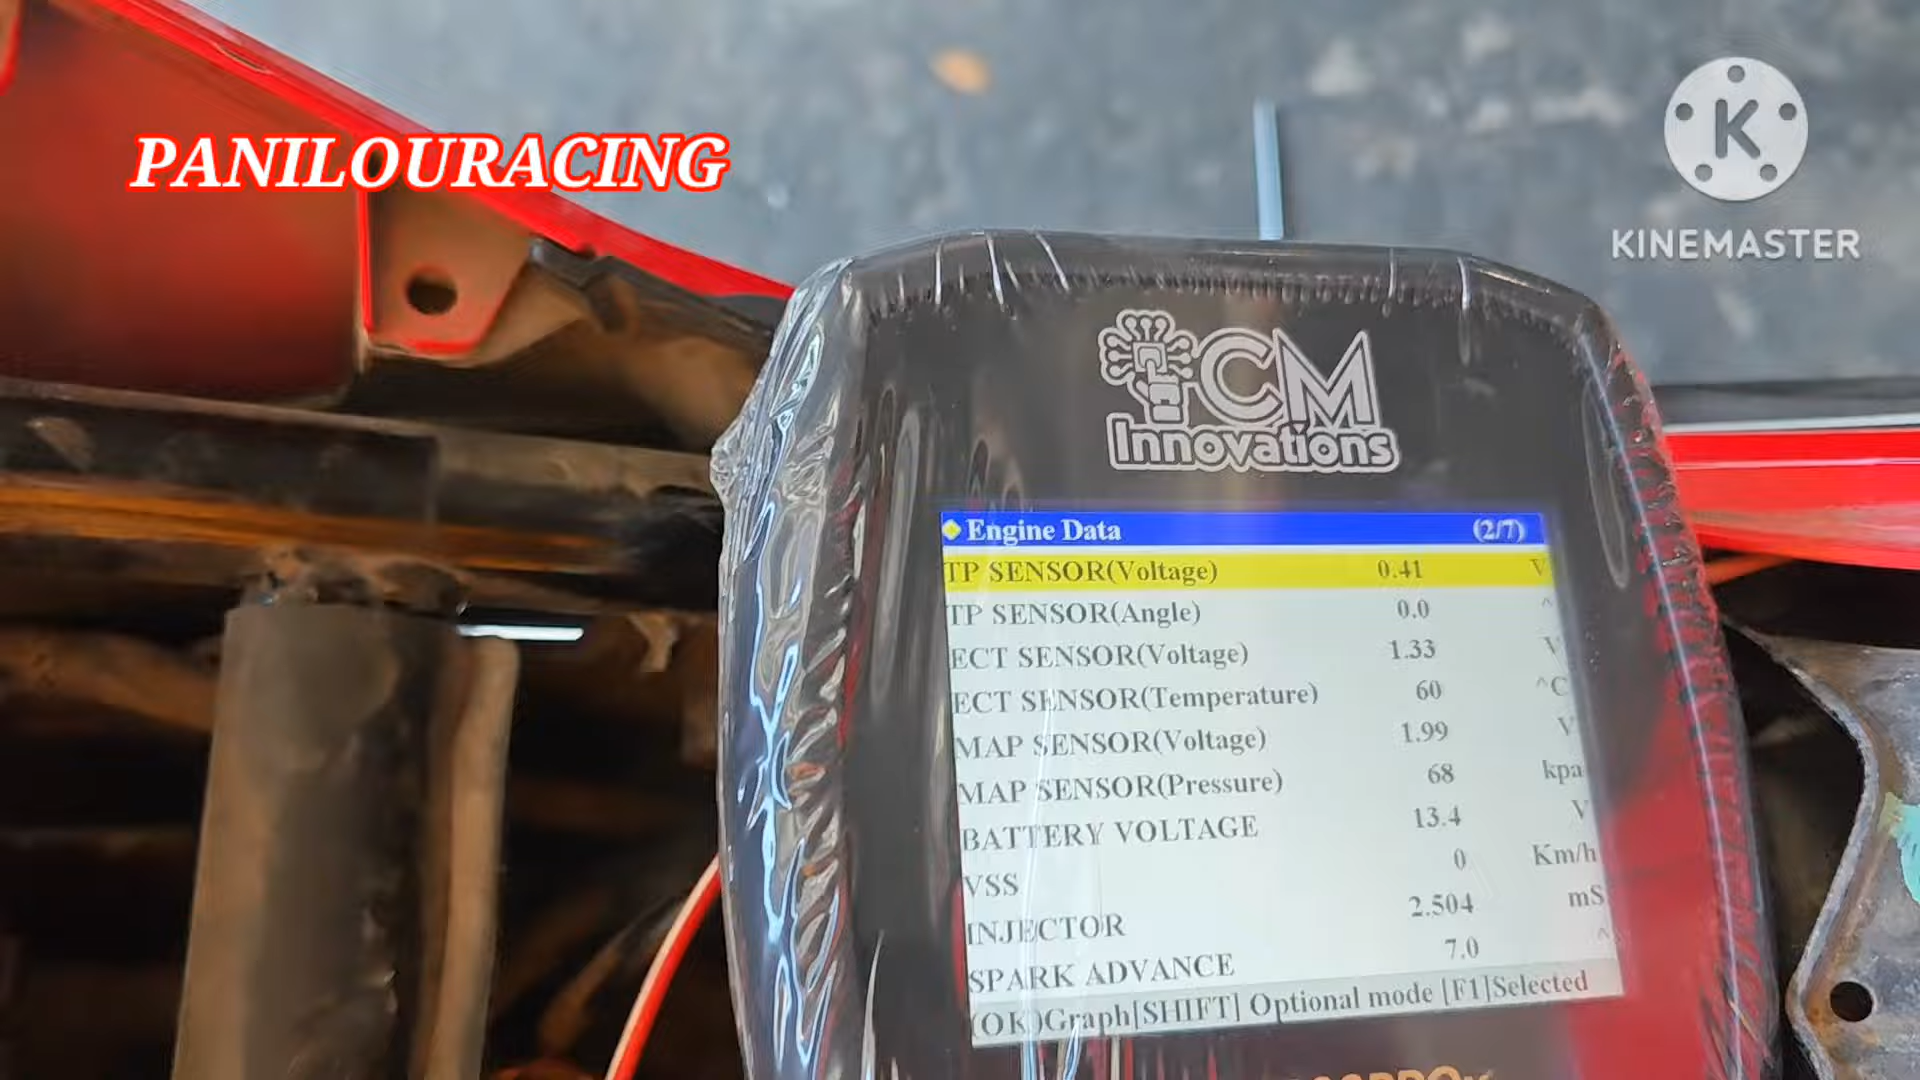 PANILOURACING
K
KINEMASTER
CM
Innovations
Engine Data (2/7)
TP SENSOR(Voltage) 0.41 V
TP SENSOR(Angle) 0.0 ^
ECT SENSOR(Voltage) 1.33 V
ECT SENSOR(Temperature) 60 ^C
MAP SENSOR(Voltage) 1.99 V
MAP SENSOR(Pressure) 68 kpa
BATTERY VOLTAGE 13.4 V
VSS 0 Km/h
INJECTOR 2.504 mS
SPARK ADVANCE 7.0 ^
(OK)Graph[SHIFT] Optional mode [F1]Selected